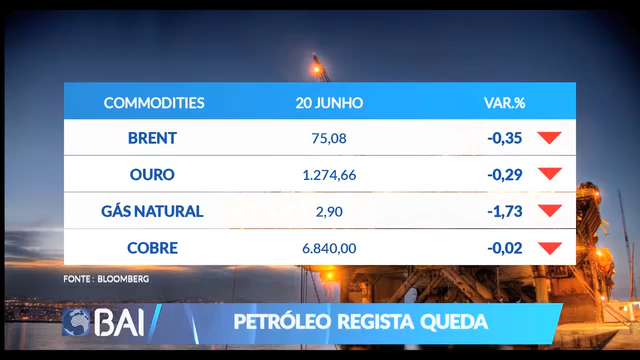 COMMODITIES 20 JUNHO VAR.%
BRENT 75,08 -0,35
OURO 1.274,66 -0,29
GÁS NATURAL 2,90 -1,73
COBRE 6.840,00 -0,02
FONTE : BLOOMBERG
BAI PETRÓLEO REGISTA QUEDA